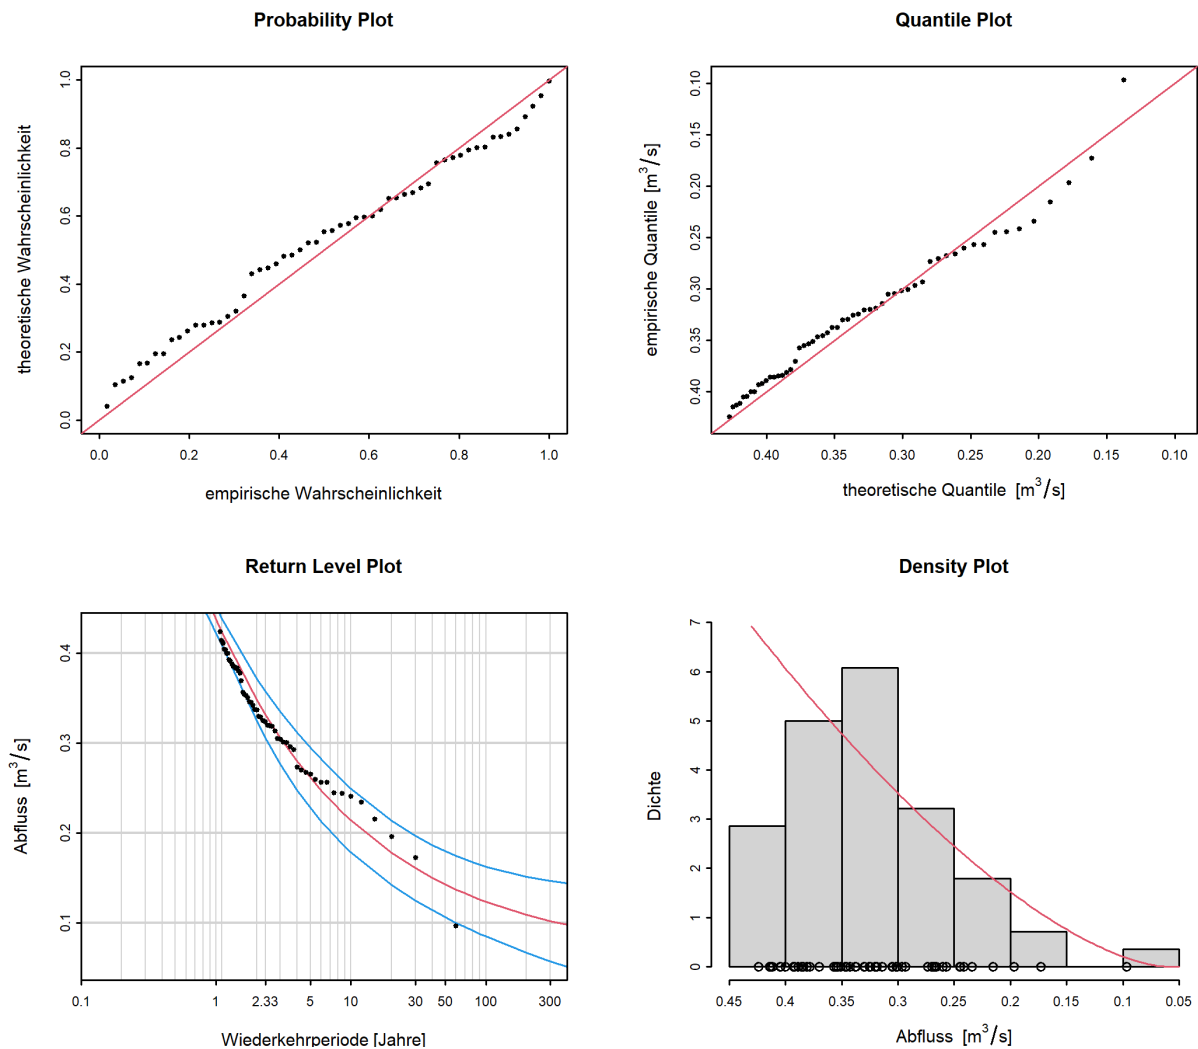 Probability Plot
theoretische Wahrscheinlichkeit
0.0 0.2 0.4 0.6 0.8 1.0
0.0 0.2 0.4 0.6 0.8 1.0
empirische Wahrscheinlichkeit
Quantile Plot
empirische Quantile [m³/s]
0.10 0.15 0.20 0.25 0.30 0.35 0.40
0.40 0.35 0.30 0.25 0.20 0.15 0.10
theoretische Quantile [m³/s]
Return Level Plot
Abfluss [m³/s]
0.4 0.3 0.2 0.1
0.1 1 2.33 5 10 30 100 300
Wiederkehrperiode [Jahre]
Density Plot
Dichte
7 6 5 4 3 2 1 0
0.45 0.4 0.35 0.3 0.25 0.2 0.15 0.1 0.05
Abfluss [m³/s]